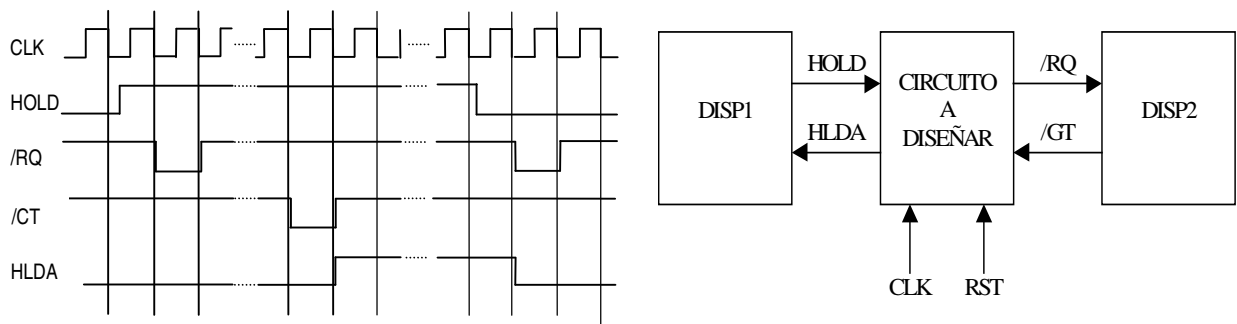 CLK
HOLD
/RQ
/CT
HLDA
DISP1
HOLD
HLDA
CIRCUITO
A
DISEÑAR
/RQ
/GT
DISP2
CLK
RST